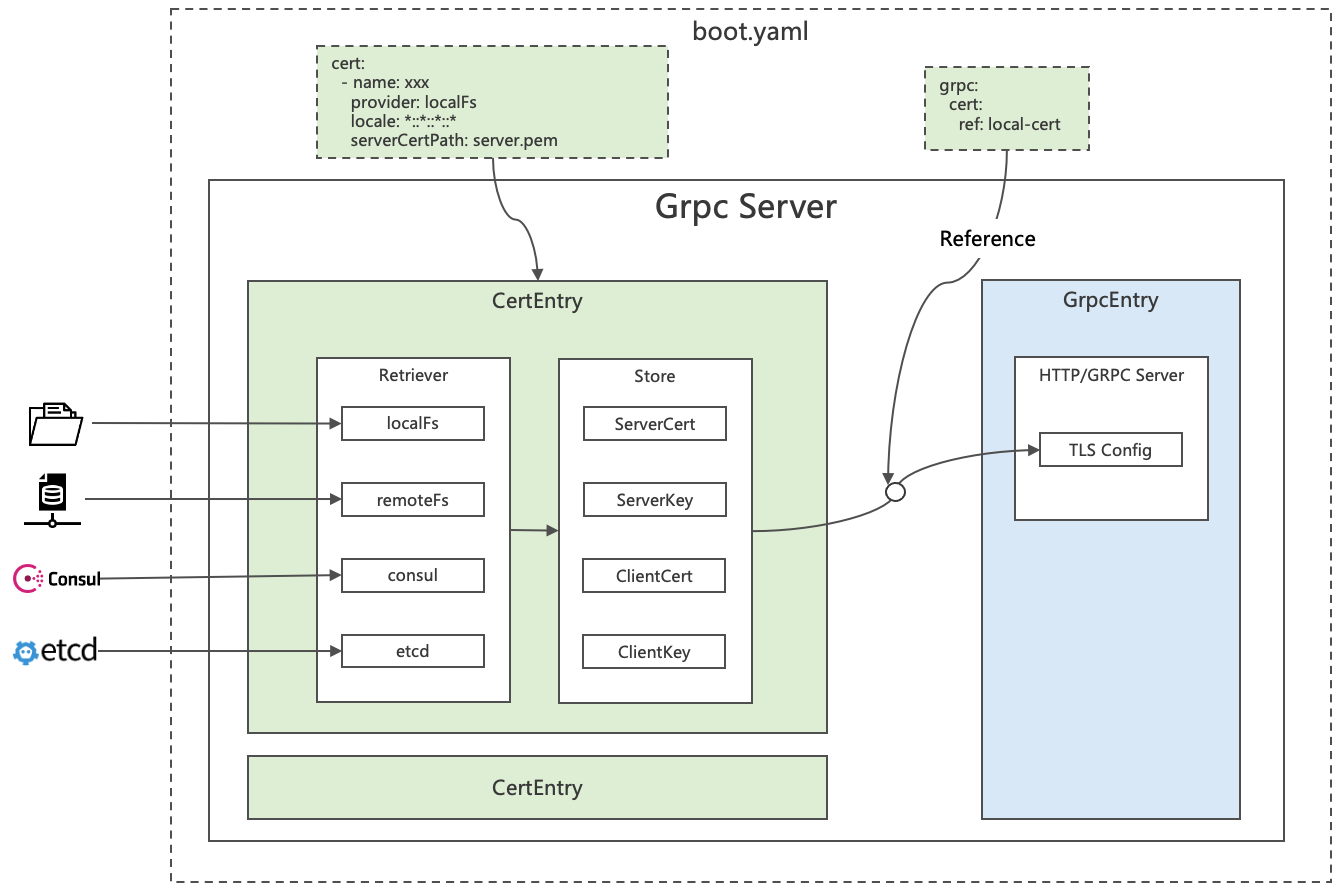 boot.yaml
cert:
- name: xxx
provider: localFs
locale: *::*::*::*
serverCertPath: server.pem
grpc:
cert:
ref: local-cert
Grpc Server
Reference
CertEntry
GrpcEntry
Retriever
Store
HTTP/GRPC Server
localFs
ServerCert
TLS Config
remoteFs
ServerKey
Consul
consul
ClientCert
etcd
etcd
ClientKey
CertEntry